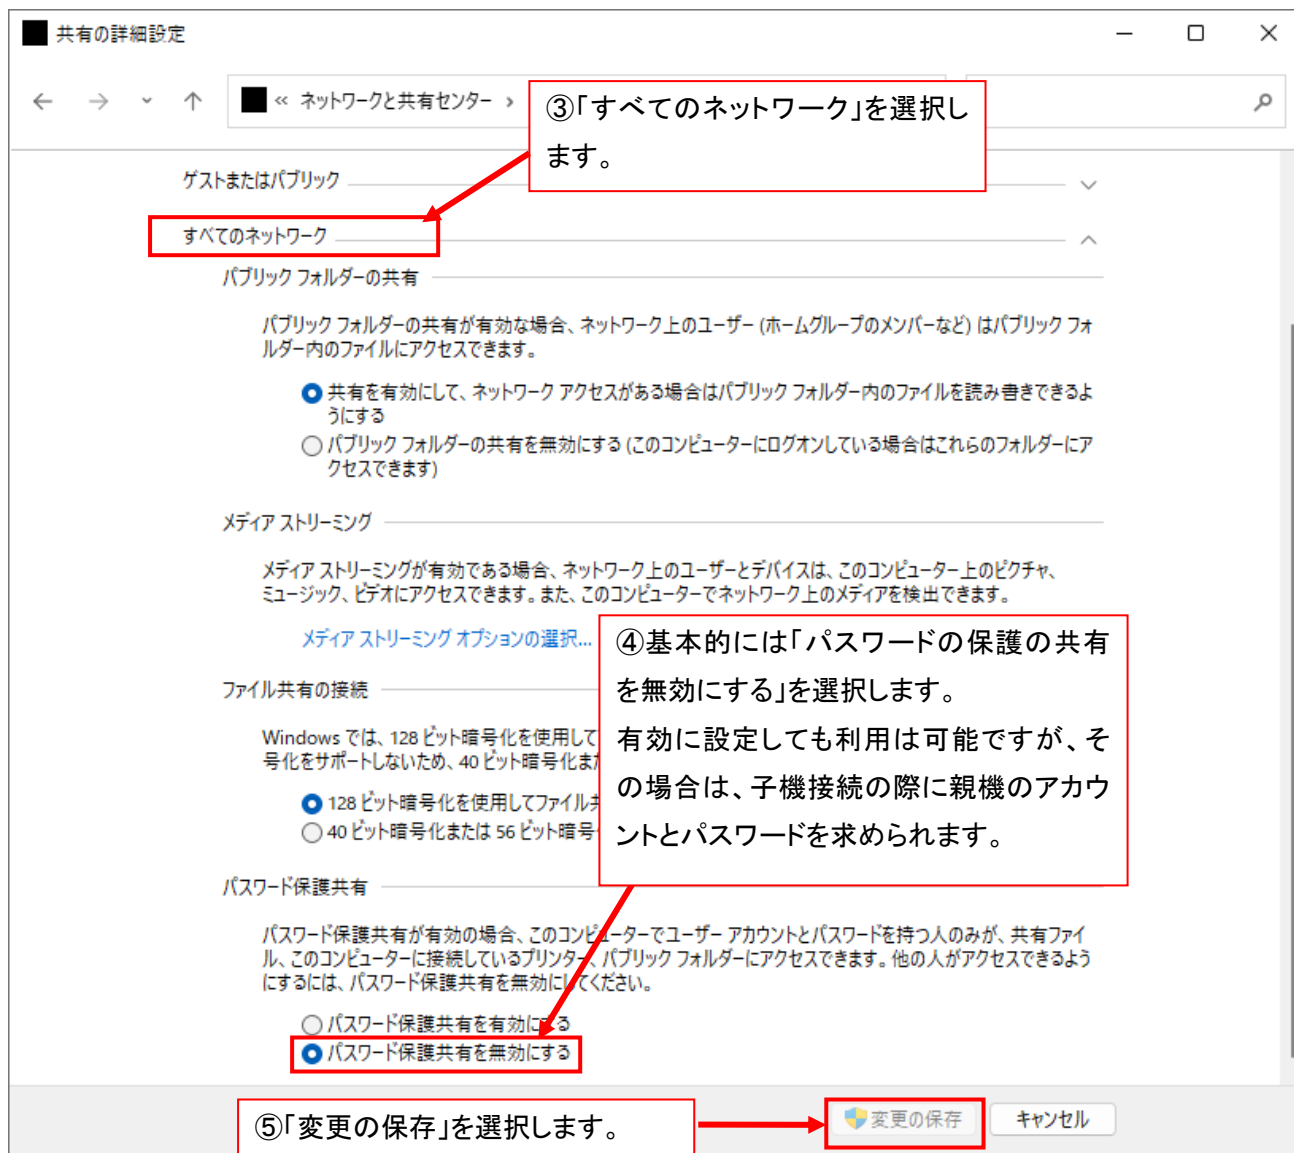 共有の詳細設定
« ネットワークと共有センター ›
③「すべてのネットワーク」を選択し
ます。
ゲストまたはパブリック
すべてのネットワーク
パブリック フォルダーの共有
パブリック フォルダーの共有が有効な場合、ネットワーク上のユーザー (ホームグループのメンバーなど) はパブリック フォ
ルダー内のファイルにアクセスできます。
共有を有効にして、ネットワーク アクセスがある場合はパブリック フォルダー内のファイルを読み書きできるよ
うにする
パブリック フォルダーの共有を無効にする (このコンピューターにログオンしている場合はこれらのフォルダーにア
クセスできます)
メディア ストリーミング
メディア ストリーミングが有効である場合、ネットワーク上のユーザーとデバイスは、このコンピューター上のピクチャ、
ミュージック、ビデオにアクセスできます。また、このコンピューターでネットワーク上のメディアを検出できます。
メディア ストリーミング オプションの選択...
④基本的には「パスワードの保護の共有
を無効にする」を選択します。
有効に設定しても利用は可能ですが、そ
の場合は、子機接続の際に親機のアカウ
ントとパスワードを求められます。
ファイル共有の接続
Windows では、128 ビット暗号化を使用して
号化をサポートしないため、40 ビット暗号化ま
128 ビット暗号化を使用してファイル
40 ビット暗号化または 56 ビット暗号
パスワード保護共有
パスワード保護共有が有効の場合、このコンピューターでユーザー アカウントとパスワードを持つ人のみが、共有ファイ
ル、このコンピューターに接続しているプリンター、パブリック フォルダーにアクセスできます。他の人がアクセスできるよう
にするには、パスワード保護共有を無効にしてください。
パスワード保護共有を有効にする
パスワード保護共有を無効にする
⑤「変更の保存」を選択します。
変更の保存
キャンセル